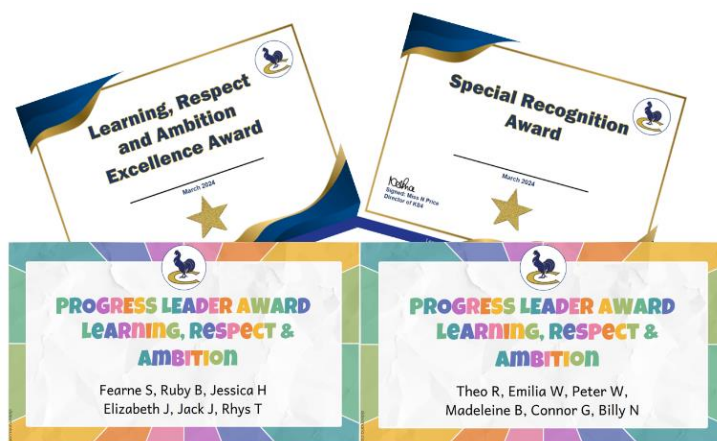 Learning, Respect
and Ambition
Excellence Award
March 2024
Special Recognition
Award
March 2024
Signed: Miss N Price
Director of KS4
PROGRESS LEADER AWARD
LEARNING, RESPECT &
AMBITION
Fearne S, Ruby B, Jessica H
Elizabeth J, Jack J, Rhys T
PROGRESS LEADER AWARD
LEARNING, RESPECT &
AMBITION
Theo R, Emilia W, Peter W,
Madeleine B, Connor G, Billy N